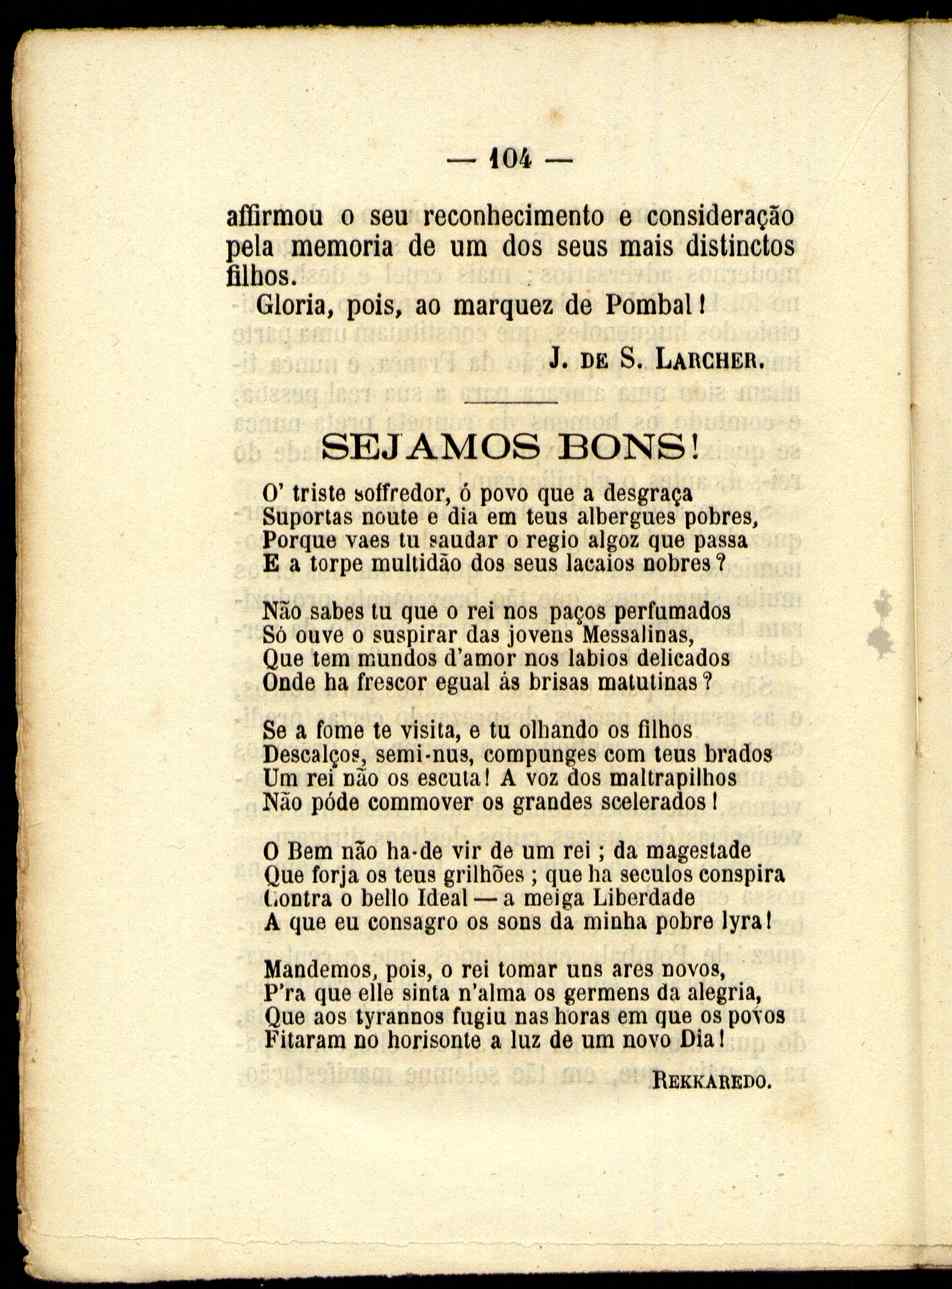 — 104 —
affirmou o seu reconhecimento e consideração
pela memoria de um dos seus mais distinctos
filhos.
Gloria, pois, ao marquez de Pombal!
J. DE S. LARCHER.
SEJAMOS BONS!
O' triste soffredor, ó povo que a desgraça
Suportas noute e dia em teus albergues pobres,
Porque vaes tu saudar o regio algoz que passa
E a torpe multidão dos seus lacaios nobres?
Não sabes tu que o rei nos paços perfumados
Só ouve o suspirar das jovens Messalinas,
Que tem mundos d'amor nos labios delicados
Onde ha frescor egual ás brisas matutinas?
Se a fome te visita, e tu olhando os filhos
Descalços, semi-nus, compunges com teus brados
Um rei não os escuta! A voz dos maltrapilhos
Não póde commover os grandes scelerados!
O Bem não ha-de vir de um rei; da magestade
Que forja os teus grilhões; que ha seculos conspira
Contra o bello Ideal — a meiga Liberdade
A que eu consagro os sons da minha pobre lyra!
Mandemos, pois, o rei tomar uns ares novos,
P'ra que elle sinta n'alma os germens da alegria,
Que aos tyrannos fugiu nas horas em que os povos
Fitaram no horisonte a luz de um novo Dia!
REKKAREDO.